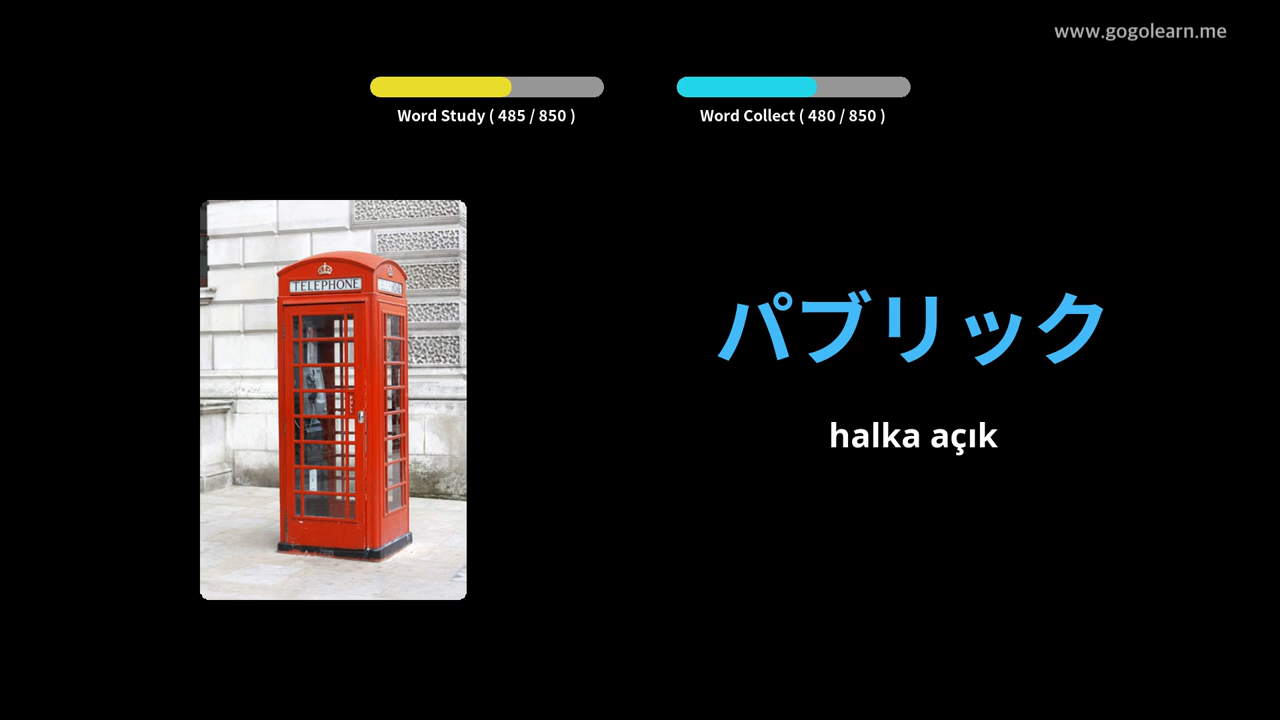 www.gogolearn.me
Word Study ( 485 / 850 )
Word Collect ( 480 / 850 )
TELEPHONE
パブリック
halka açık